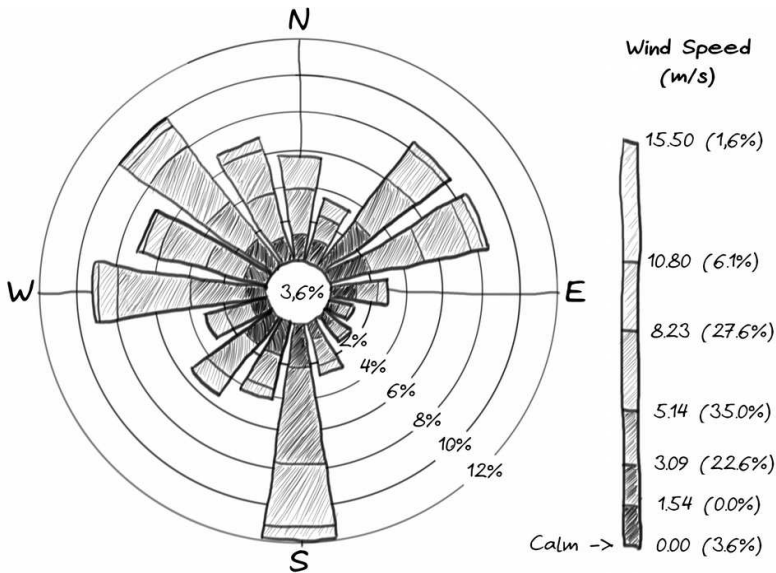 N
Wind Speed
(m/s)
15.50 (1,6%)
10.80 (6.1%)
W
3,6%
E
8.23 (27.6%)
2%
4%
6%
8%
10%
12%
5.14 (35.0%)
3.09 (22.6%)
1.54 (0.0%)
Calm -> 0.00 (3.6%)
S